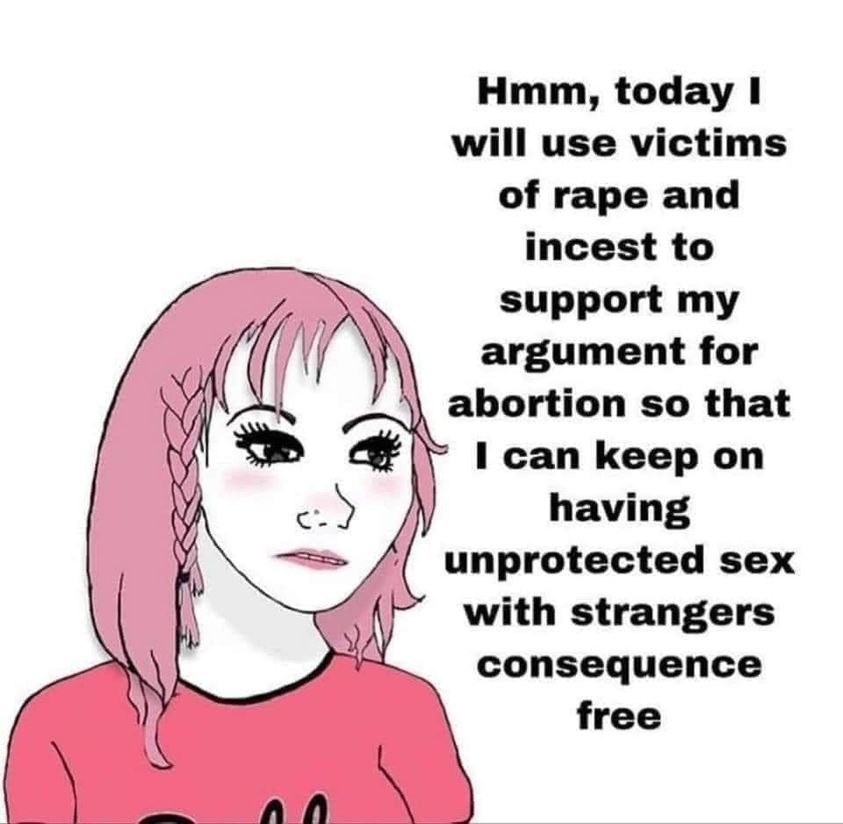 Hmm, today I
will use victims
of rape and
incest to
support my
argument for
abortion so that
I can keep on
having
unprotected sex
with strangers
consequence
free